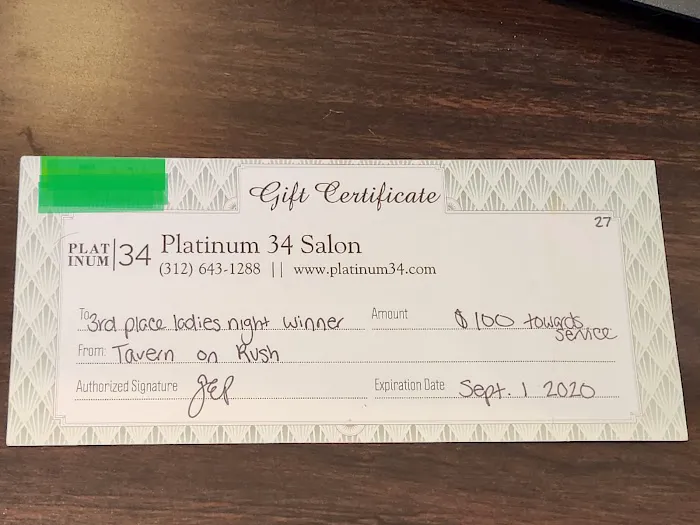 Gift Certificate
27
PLAT
INUM
34
Platinum 34 Salon
(312) 643-1288 || www.platinum34.com
To 3rd place ladies night winner
Amount $100 towards
service
From: Tavern on Rush
Authorized Signature JEP
Expiration Date Sept. 1 2020